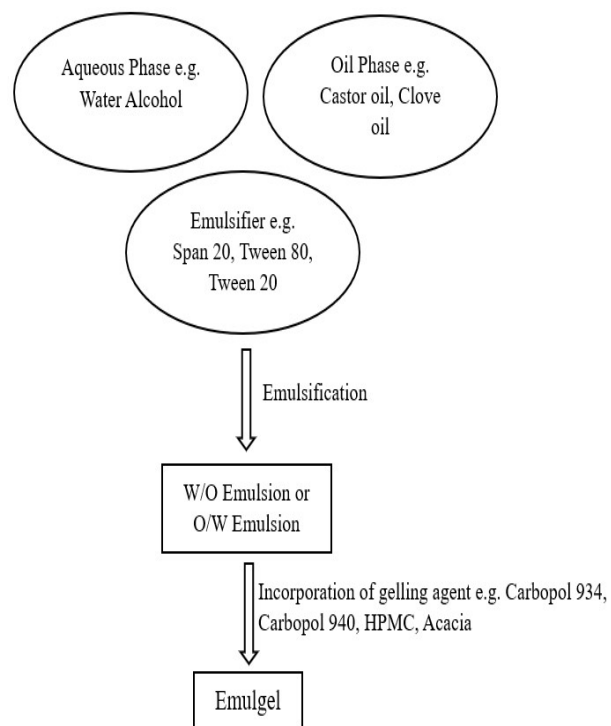 Aqueous Phase e.g.
Water Alcohol
Oil Phase e.g.
Castor oil, Clove
oil
Emulsifier e.g.
Span 20, Tween 80,
Tween 20
Emulsification
W/O Emulsion or
O/W Emulsion
Incorporation of gelling agent e.g. Carbopol 934,
Carbopol 940, HPMC, Acacia
Emulgel